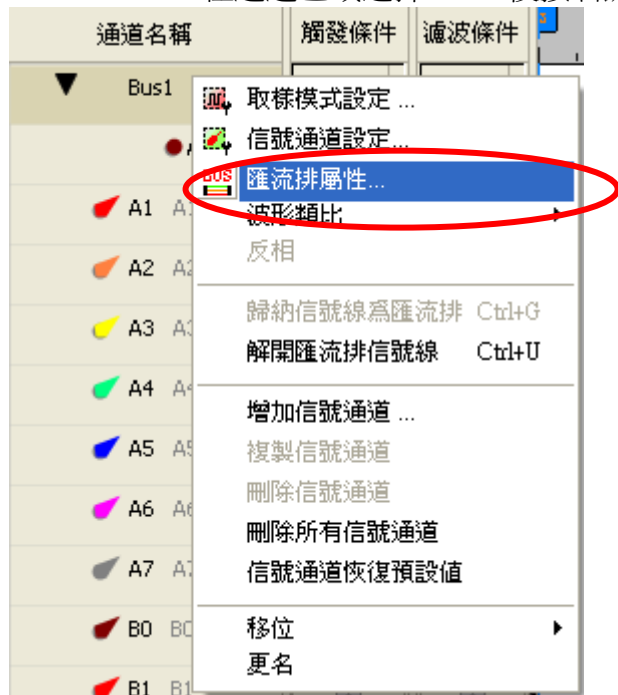 通道名稱 觸發條件 濾波條件
Bus1
取樣模式設定 ...
信號通道設定...
BUS 匯流排屬性...
A1 A1 波形類比
反相
A2
A3 歸納信號線爲匯流排 Ctrl+G
解開匯流排信號線 Ctrl+U
A4
增加信號通道 ...
A5 複製信號通道
刪除信號通道
A6
刪除所有信號通道
A7 信號通道恢復預設值
B0 B0 移位
更名
B1 B1